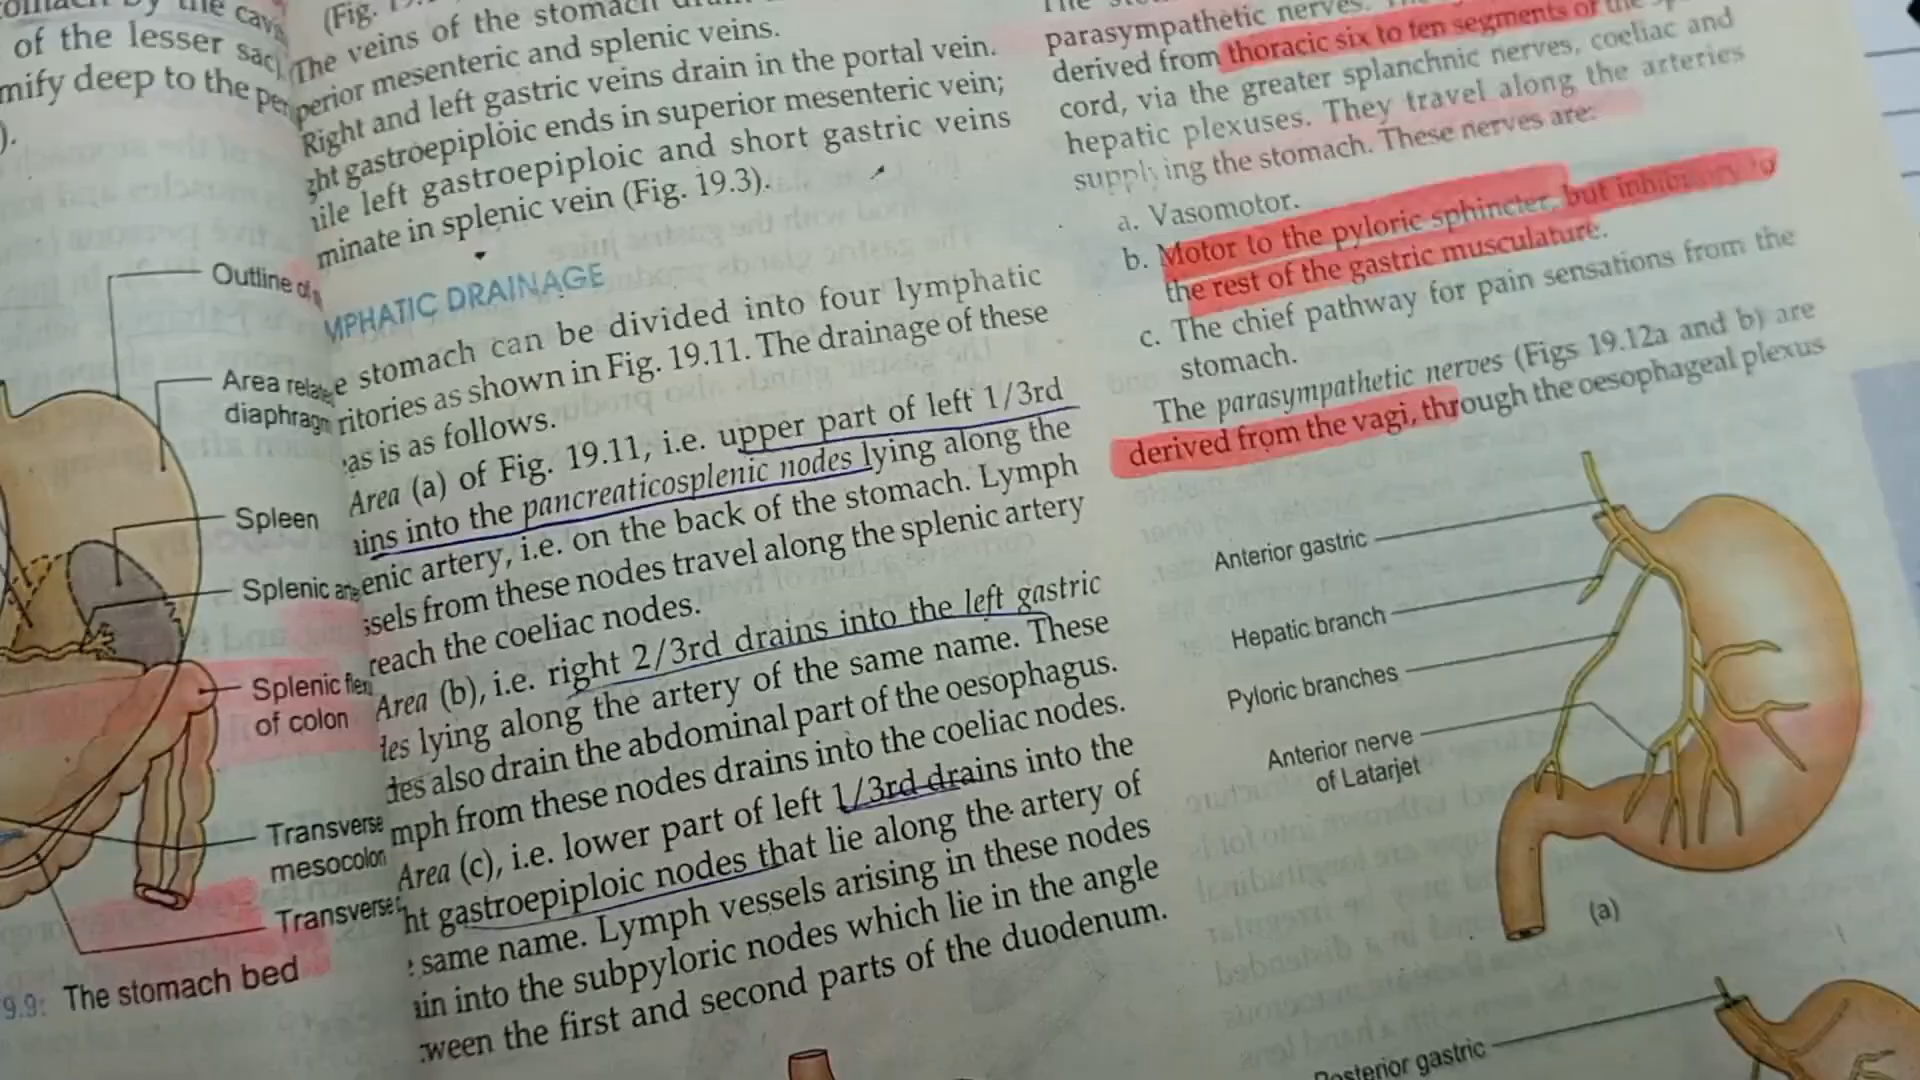 of the lesser sac
mify deep to the
).
Outline of
Area
diaphragm
Spleen
Splenic
Splenic
of colon
Transverse
mesocolon
Transverse
9.9: The stomach bed
(Fig.
The veins of the stomach
perior mesenteric and splenic veins.
Right and left gastric veins drain in the portal vein.
ght gastroepiploic ends in superior mesenteric vein;
ile left gastroepiploic and short gastric veins
minate in splenic vein (Fig. 19.3).
MPHATIC DRAINAGE
e stomach can be divided into four lymphatic
ritories as shown in Fig. 19.11. The drainage of these
as is as follows.
Area (a) of Fig. 19.11, i.e. upper part of left 1/3rd
ains into the pancreaticosplenic nodes lying along the
enic artery, i.e. on the back of the stomach. Lymph
ssels from these nodes travel along the splenic artery
reach the coeliac nodes.
Area (b), i.e. right 2/3rd drains into the left gastric
des lying along the artery of the same name. These
des also drain the abdominal part of the oesophagus.
mph from these nodes drains into the coeliac nodes.
Area (c), i.e. lower part of left 1/3rd drains into the
ht gastroepiploic nodes that lie along the artery of
same name. Lymph vessels arising in these nodes
ain into the subpyloric nodes which lie in the angle
ween the first and second parts of the duodenum.
parasympathetic nerves.
derived from thoracic six to ten segments of the
cord, via the greater splanchnic nerves, coeliac and
hepatic plexuses. They travel along the arteries
supplying the stomach. These nerves are:
a. Vasomotor.
b. Motor to the pyloric sphincter, but inhibitory to
the rest of the gastric musculature.
c. The chief pathway for pain sensations from the
stomach.
The parasympathetic nerves (Figs 19.12a and b) are
derived from the vagi, through the oesophageal plexus
Anterior gastric
Hepatic branch
Pyloric branches
Anterior nerve
of Latarjet
(a)
Posterior gastric